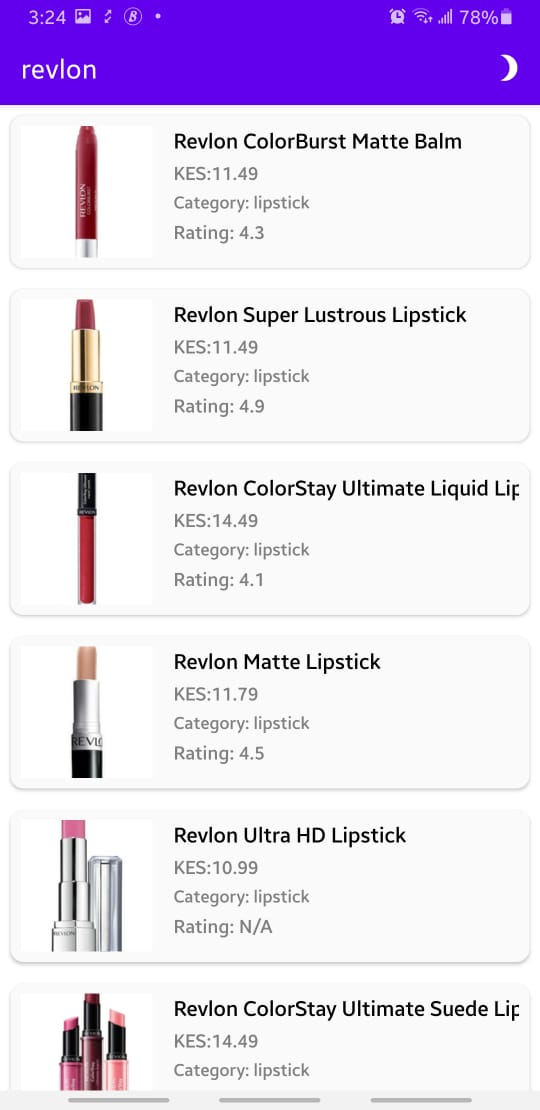 3:24
78%
revlon
Revlon ColorBurst Matte Balm
KES:11.49
Category: lipstick
Rating: 4.3
REVLON
Revlon Super Lustrous Lipstick
KES:11.49
Category: lipstick
Rating: 4.9
REVLON
Revlon ColorStay Ultimate Liquid Lip
KES:14.49
Category: lipstick
Rating: 4.1
REVLON
Revlon Matte Lipstick
KES:11.79
Category: lipstick
Rating: 4.5
REVLO
Revlon Ultra HD Lipstick
KES:10.99
Category: lipstick
Rating: N/A
REVLON
Revlon ColorStay Ultimate Suede Lip
KES:14.49
Category: lipstick